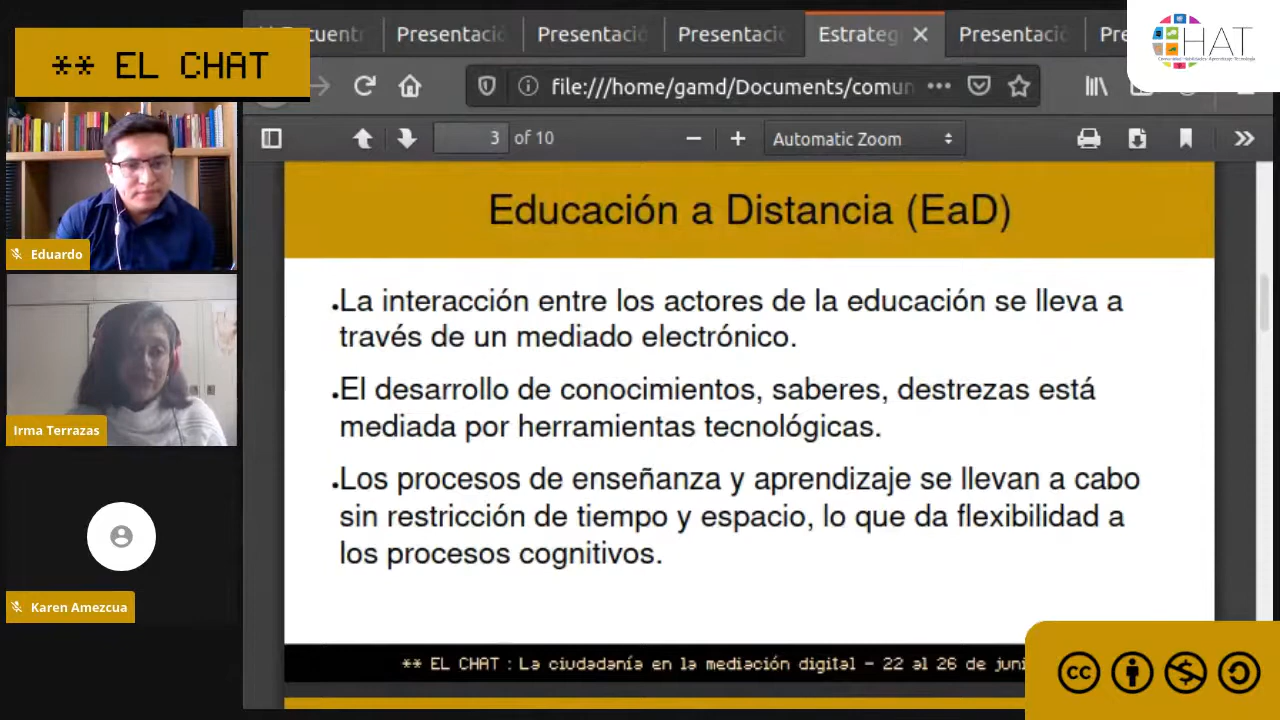 ** EL CHAT
Presentació
Presentació
Presentació
Estrateg
Presentació
Pre
CHAT
file:///home/gamd/Documents/comun
3 of 10
Automatic Zoom
Eduardo
Irma Terrazas
Karen Amezcua
Educación a Distancia (EaD)
•La interacción entre los actores de la educación se lleva a
través de un mediado electrónico.
•El desarrollo de conocimientos, saberes, destrezas está
mediada por herramientas tecnológicas.
•Los procesos de enseñanza y aprendizaje se llevan a cabo
sin restricción de tiempo y espacio, lo que da flexibilidad a
los procesos cognitivos.
** EL CHAT : La ciudadanía en la mediación digital - 22 al 26 de juni
cc